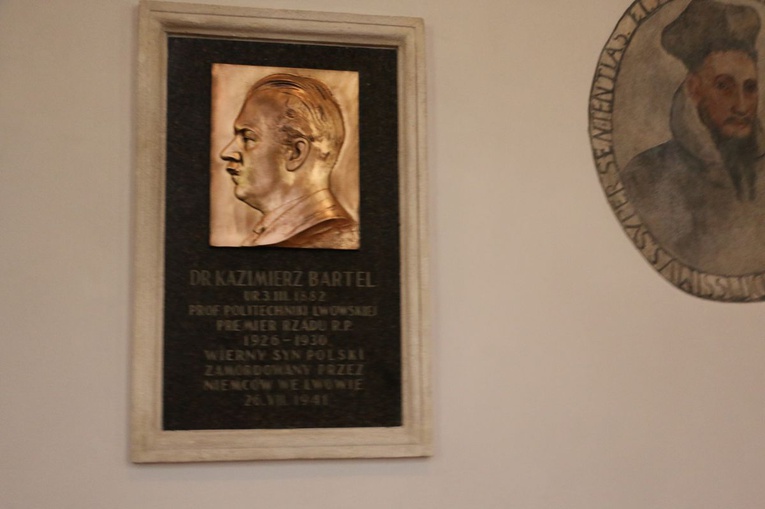 DR KAZIMIERZ BARTEL
UR 3 III. 1882
PROF POLITECHNIKI LWOWSKIEJ
PREMIER RZĄDU R.P.
1926-1930
WIERNY SYN POLSKI
ZAMORDOWANY PRZEZ
NIEMCÓW WE LWOWIE
26.VII.1941